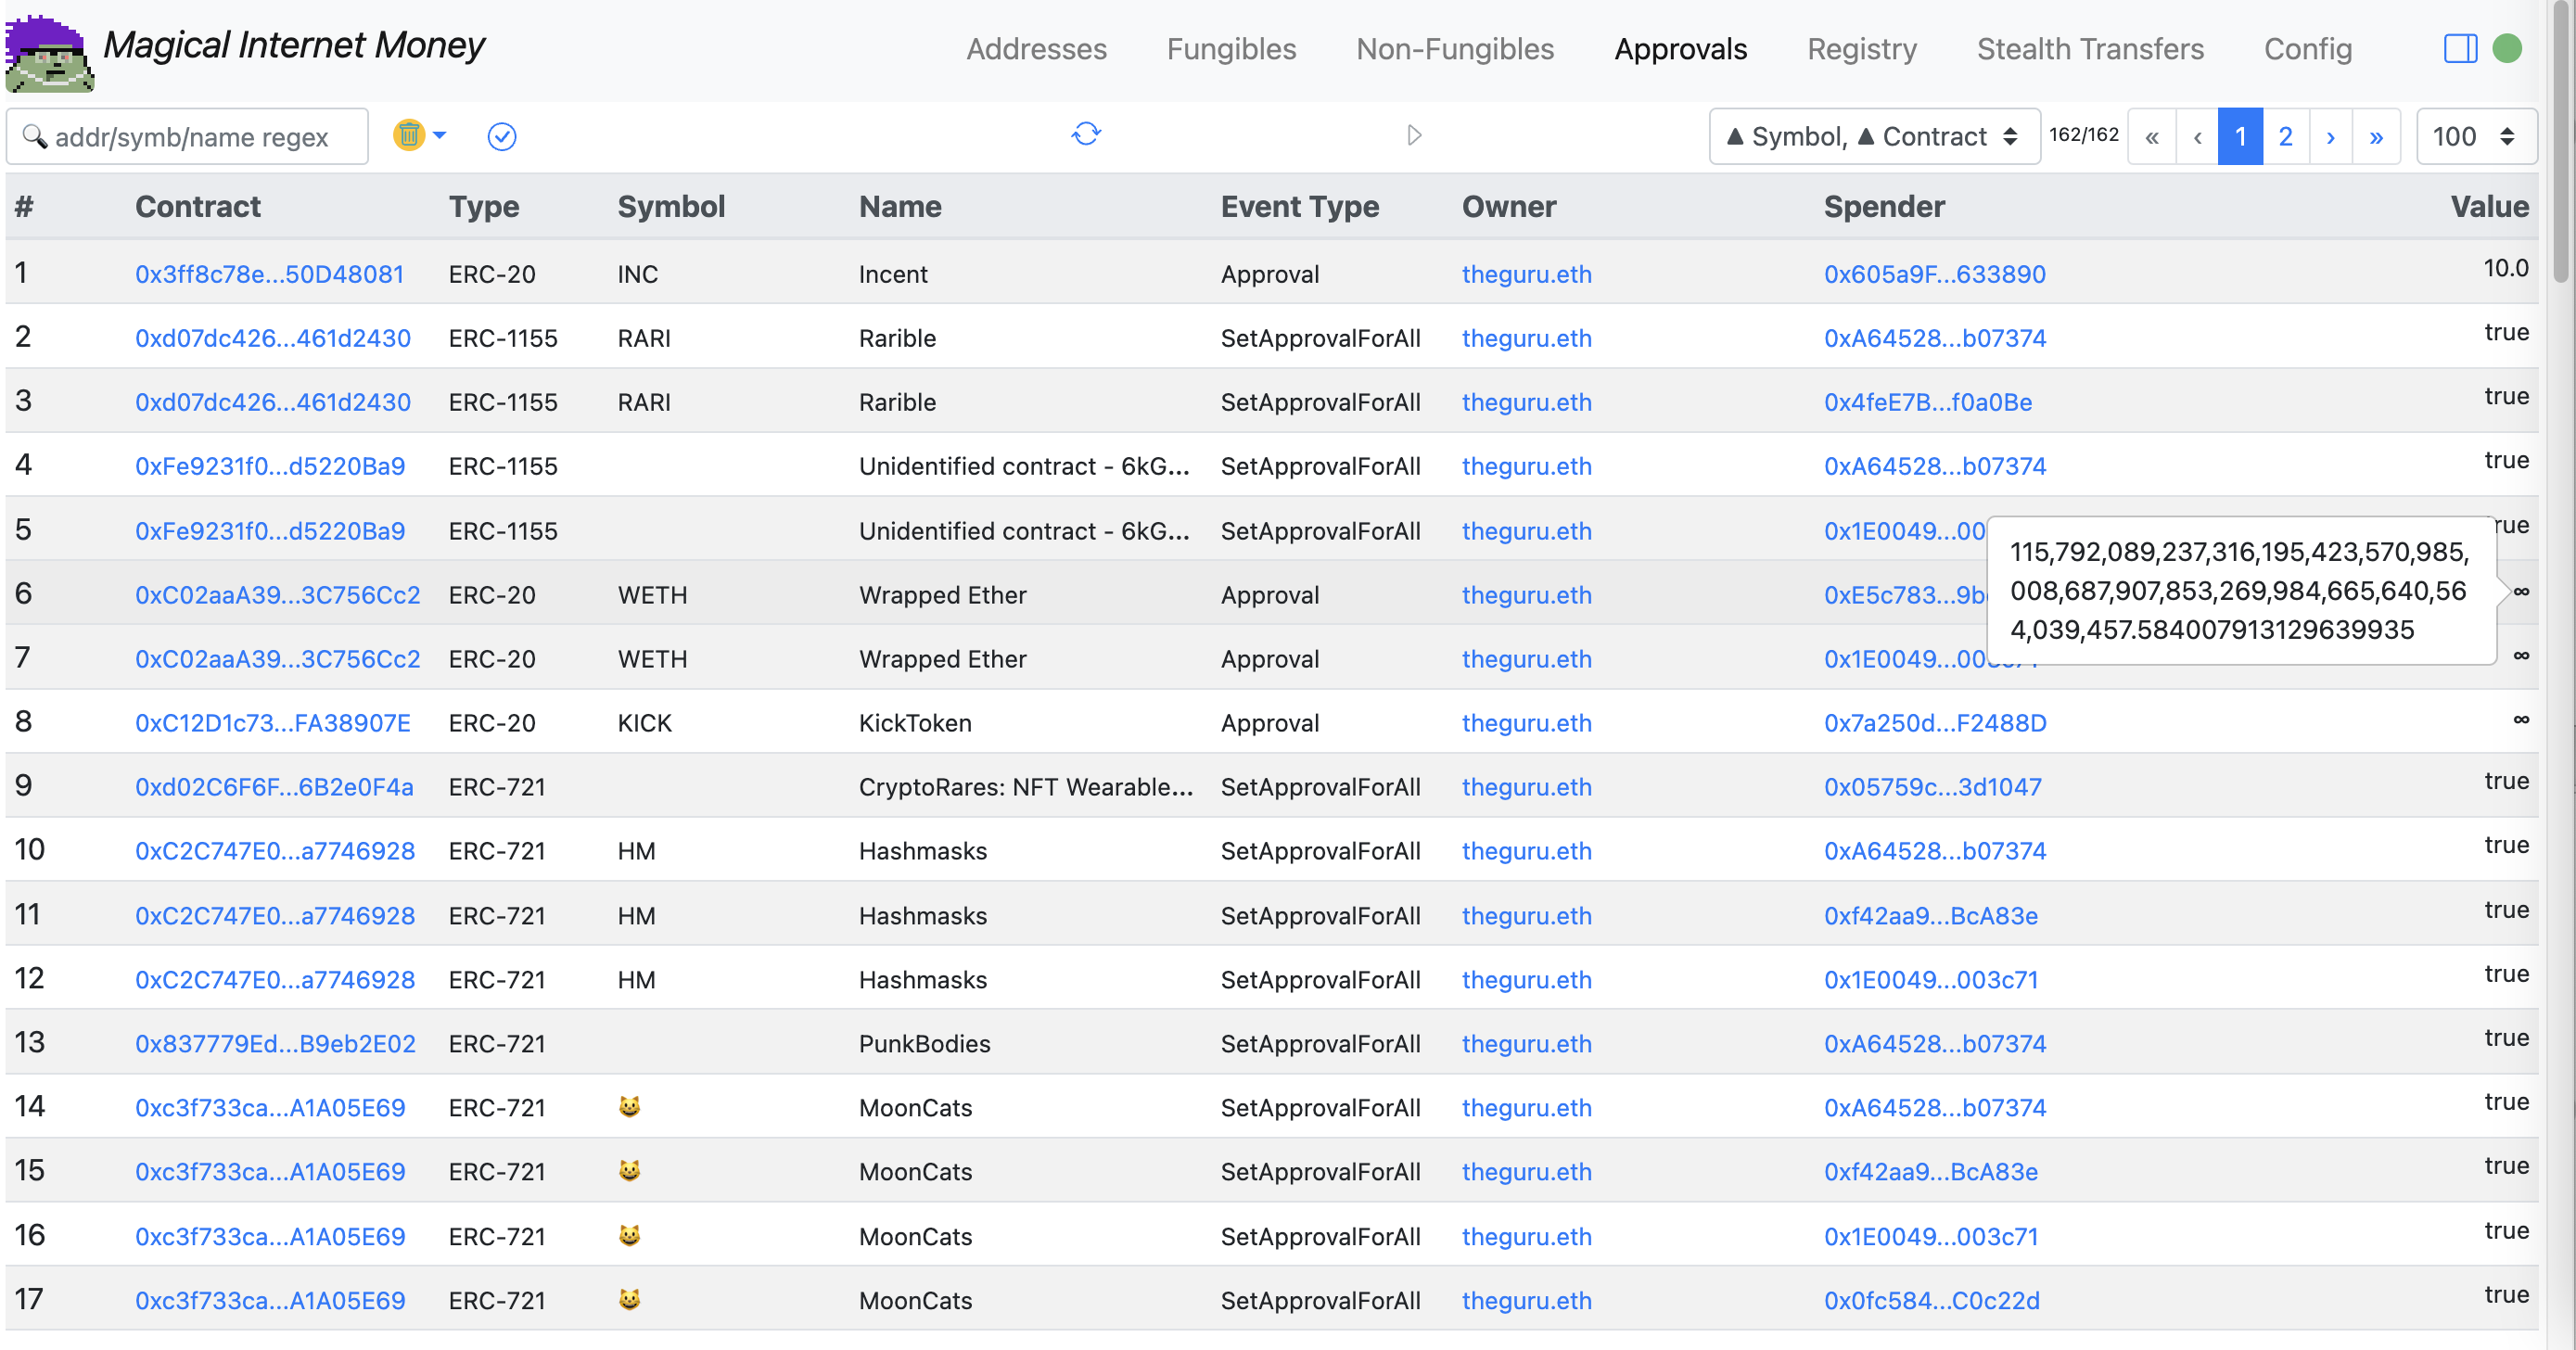 Magical Internet Money Addresses Fungibles Non-Fungibles Approvals Registry Stealth Transfers Config
addr/symb/name regex ▲ Symbol, ▲ Contract 162/162 « ‹ 1 2 › » 100
# Contract Type Symbol Name Event Type Owner Spender Value
1 0x3ff8c78e...50D48081 ERC-20 INC Incent Approval theguru.eth 0x605a9F...633890 10.0
2 0xd07dc426...461d2430 ERC-1155 RARI Rarible SetApprovalForAll theguru.eth 0xA64528...b07374 true
3 0xd07dc426...461d2430 ERC-1155 RARI Rarible SetApprovalForAll theguru.eth 0x4feE7B...f0a0Be true
4 0xFe9231f0...d5220Ba9 ERC-1155 Unidentified contract - 6kG... SetApprovalForAll theguru.eth 0xA64528...b07374 true
5 0xFe9231f0...d5220Ba9 ERC-1155 Unidentified contract - 6kG... SetApprovalForAll theguru.eth 0x1E0049...00
115,792,089,237,316,195,423,570,985,
008,687,907,853,269,984,665,640,56
4,039,457.584007913129639935
6 0xC02aaA39...3C756Cc2 ERC-20 WETH Wrapped Ether Approval theguru.eth 0xE5c783...9b ∞
7 0xC02aaA39...3C756Cc2 ERC-20 WETH Wrapped Ether Approval theguru.eth 0x1E0049...003c71 ∞
8 0xC12D1c73...FA38907E ERC-20 KICK KickToken Approval theguru.eth 0x7a250d...F2488D ∞
9 0xd02C6F6F...6B2e0F4a ERC-721 CryptoRares: NFT Wearable... SetApprovalForAll theguru.eth 0x05759c...3d1047 true
10 0xC2C747E0...a7746928 ERC-721 HM Hashmasks SetApprovalForAll theguru.eth 0xA64528...b07374 true
11 0xC2C747E0...a7746928 ERC-721 HM Hashmasks SetApprovalForAll theguru.eth 0xf42aa9...BcA83e true
12 0xC2C747E0...a7746928 ERC-721 HM Hashmasks SetApprovalForAll theguru.eth 0x1E0049...003c71 true
13 0x837779Ed...B9eb2E02 ERC-721 PunkBodies SetApprovalForAll theguru.eth 0xA64528...b07374 true
14 0xc3f733ca...A1A05E69 ERC-721 😺 MoonCats SetApprovalForAll theguru.eth 0xA64528...b07374 true
15 0xc3f733ca...A1A05E69 ERC-721 😺 MoonCats SetApprovalForAll theguru.eth 0xf42aa9...BcA83e true
16 0xc3f733ca...A1A05E69 ERC-721 😺 MoonCats SetApprovalForAll theguru.eth 0x1E0049...003c71 true
17 0xc3f733ca...A1A05E69 ERC-721 😺 MoonCats SetApprovalForAll theguru.eth 0x0fc584...C0c22d true